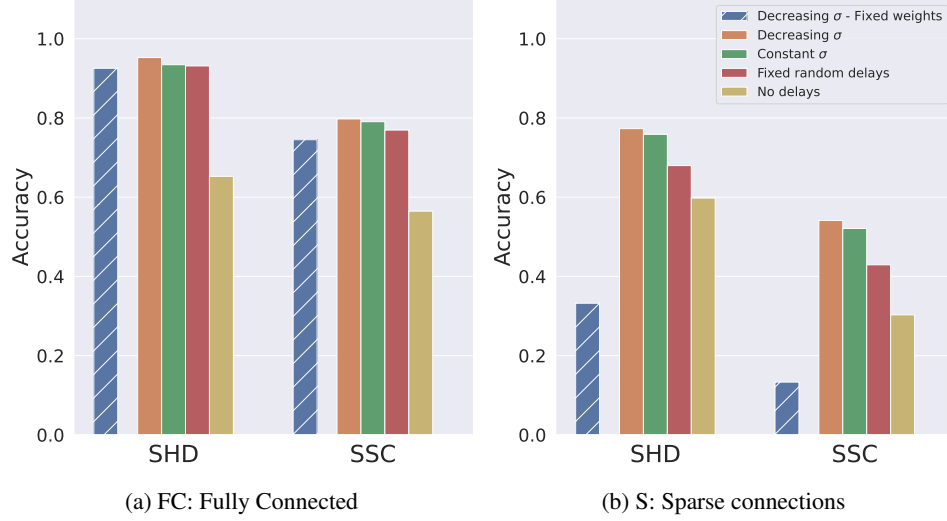 1.0
0.8
0.6
0.4
0.2
0.0
Accuracy
SHD
SSC
(a) FC: Fully Connected
1.0
0.8
0.6
0.4
0.2
0.0
Accuracy
SHD
SSC
Decreasing σ - Fixed weights
Decreasing σ
Constant σ
Fixed random delays
No delays
(b) S: Sparse connections